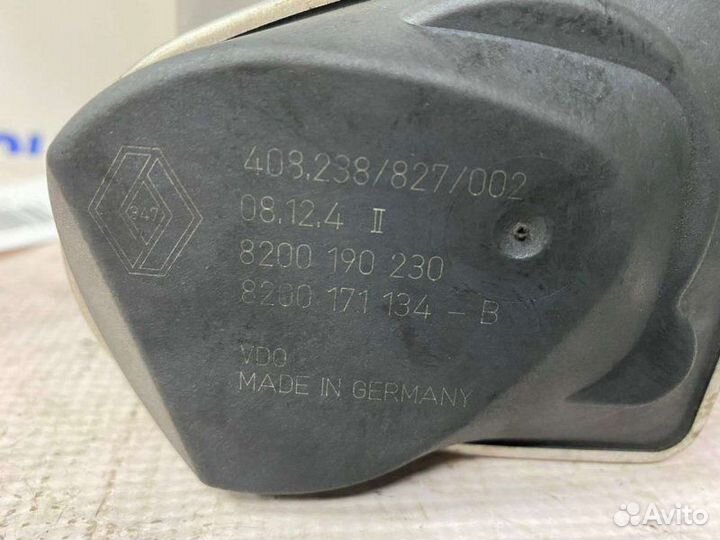 408.238/827/002
08.12.4 II
8200 190 230
8200 171 134 - B
VDO
MADE IN GERMANY
Avito